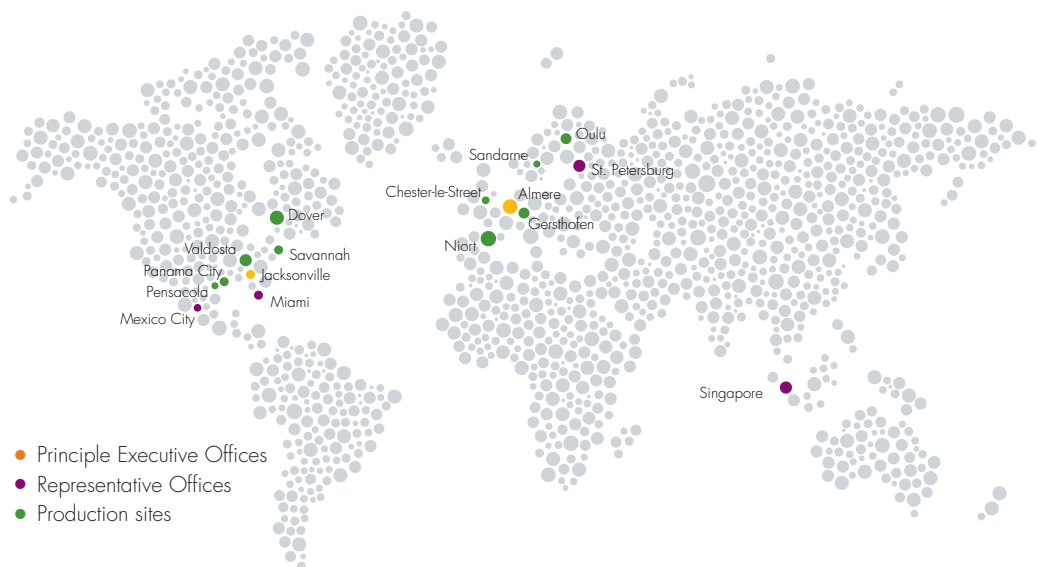 Oulu
Sandarne
St. Petersburg
Chester-le-Street
Almere
Dover
Gersthofen
Niort
Valdosta
Savannah
Panama City
Jacksonville
Pensacola
Miami
Mexico City
Singapore
Principle Executive Offices
Representative Offices
Production sites